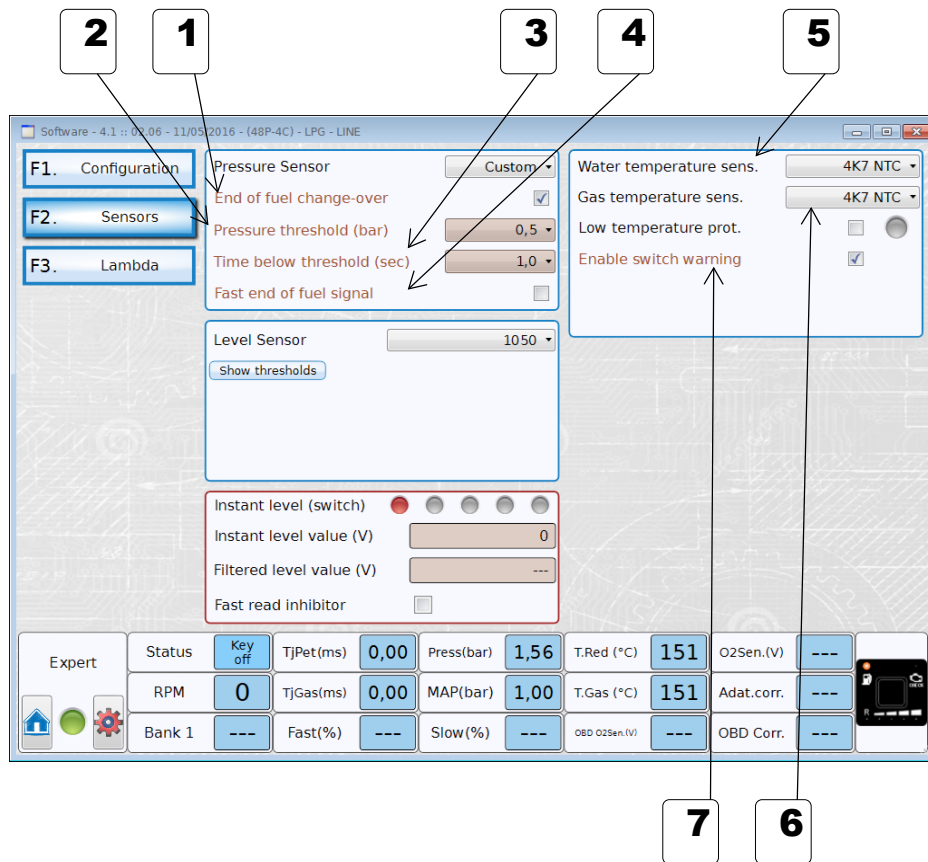 2 1 3 4 5
Software - 4.1 :: 02.06 - 11/05/2016 - (48P-4C) - LPG - LINE
F1. Configuration
F2. Sensors
F3. Lambda
Pressure Sensor Custom
End of fuel change-over
Pressure threshold (bar) 0,5
Time below threshold (sec) 1,0
Fast end of fuel signal
Water temperature sens. 4K7 NTC
Gas temperature sens. 4K7 NTC
Low temperature prot.
Enable switch warning
Level Sensor 1050
Show thresholds
Instant level (switch)
Instant level value (V) 0
Filtered level value (V) ---
Fast read inhibitor
Expert
Status Key off TjPet(ms) 0,00 Press(bar) 1,56 T.Red (°C) 151 O2Sen.(V) ---
RPM 0 TjGas(ms) 0,00 MAP(bar) 1,00 T.Gas (°C) 151 Adat.corr. ---
Bank 1 --- Fast(%) --- Slow(%) --- OBD O2Sen.(V) --- OBD Corr. ---
CHECK
R
7 6